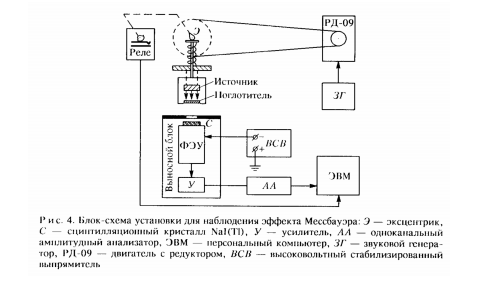 РД-09
Реле
Источник
Поглотитель
ЗГ
С
ФЭУ
Выносной блок
ВСВ
У
АА
ЭВМ
Рис. 4. Блок-схема установки для наблюдения эффекта Мессбауэра: Э — эксцентрик,
С — сцинтилляционный кристалл NaI(Tl), У — усилитель, АА — одноканальный
амплитудный анализатор, ЭВМ — персональный компьютер, ЗГ — звуковой генера-
тор, РД-09 — двигатель с редуктором, ВСВ — высоковольтный стабилизированный
выпрямитель